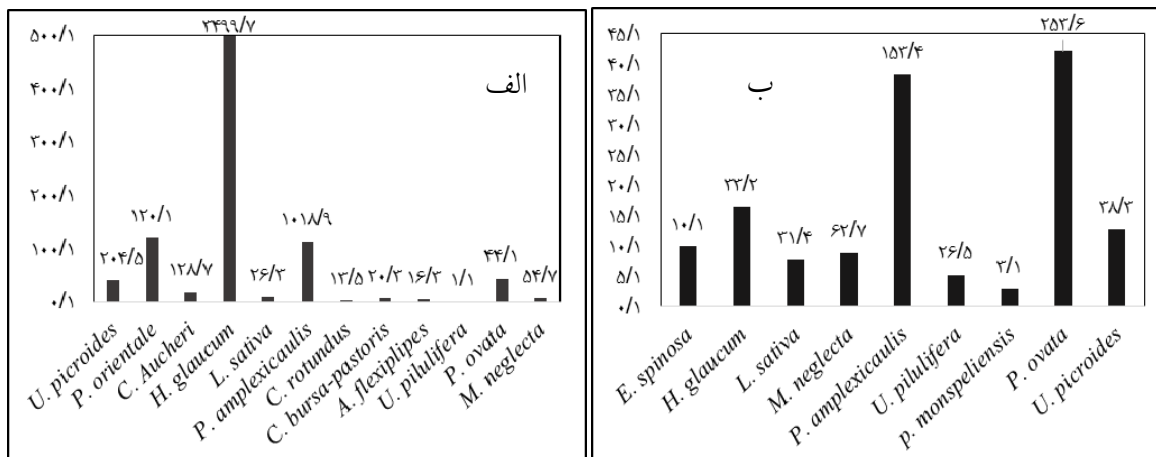 الف
۵۰۰/۱
۴۰۰/۱
۳۰۰/۱
۲۰۰/۱
۱۰۰/۱
۰/۱
۲۰۴/۵
۱۲۰/۱
۱۲۸/۷
۳۴۹۹/۷
۲۶/۳
۱۰۱۸/۹
۱۳/۵
۲۰/۳
۱۶/۳
۱/۱
۴۴/۱
۵۴/۷
U. picroides
P. orientale
C. Aucheri
H. glaucum
L. sativa
P. amplexicaulis
C. rotundus
C. bursa-pastoris
A. flexiplipes
U. pilulifera
P. ovata
M. neglecta
ب
۴۵/۱
۴۰/۱
۳۵/۱
۳۰/۱
۲۵/۱
۲۰/۱
۱۵/۱
۱۰/۱
۵/۱
۰/۱
۱۰/۱
۳۳/۲
۳۱/۴
۶۲/۷
۱۵۳/۴
۲۶/۵
۳/۱
۲۵۳/۶
۳۸/۳
E. spinosa
H. glaucum
L. sativa
M. neglecta
P. amplexicaulis
U. pilulifera
p. monspeliensis
P. ovata
U. picroides